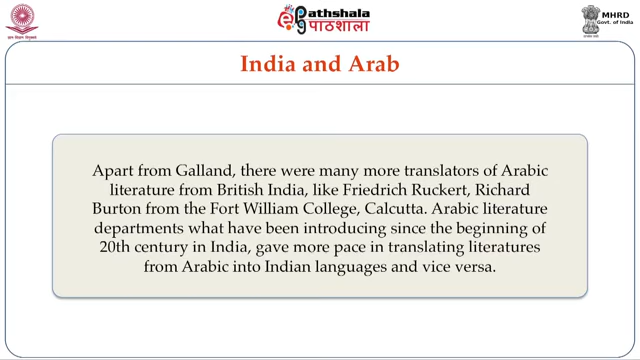 Pathshala
पाठशाला
MHRD
Govt. of India
India and Arab
Apart from Galland, there were many more translators of Arabic
literature from British India, like Friedrich Ruckert, Richard
Burton from the Fort William College, Calcutta. Arabic literature
departments what have been introducing since the beginning of
20th century in India, gave more pace in translating literatures
from Arabic into Indian languages and vice versa.